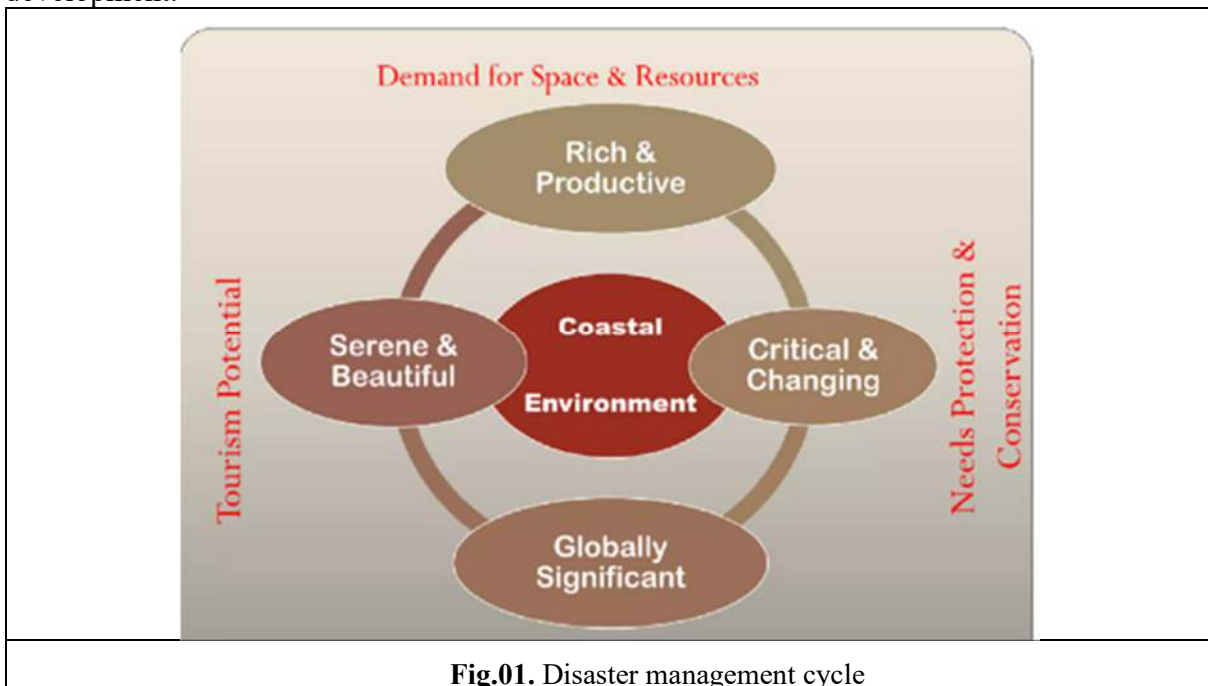 development.
Demand for Space & Resources
Rich &
Productive
Tourism Potential
Serene &
Beautiful
Coastal
Environment
Critical &
Changing
Needs Protection &
Conservation
Globally
Significant
Fig.01. Disaster management cycle